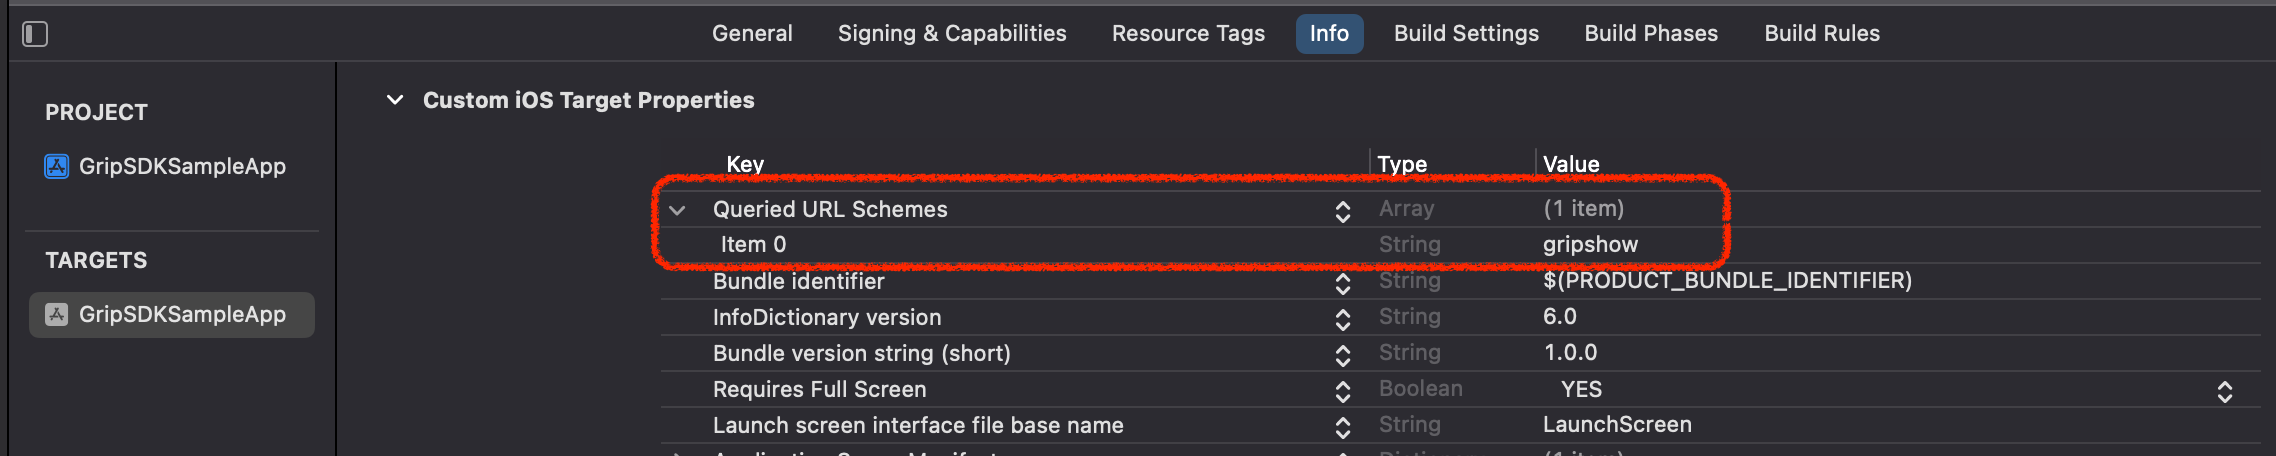 General Signing & Capabilities Resource Tags Info Build Settings Build Phases Build Rules
PROJECT
GripSDKSampleApp
TARGETS
GripSDKSampleApp
Custom iOS Target Properties
Key Type Value
Queried URL Schemes Array (1 item)
Item 0 String gripshow
Bundle identifier String $(PRODUCT_BUNDLE_IDENTIFIER)
InfoDictionary version String 6.0
Bundle version string (short) String 1.0.0
Requires Full Screen Boolean YES
Launch screen interface file base name String LaunchScreen